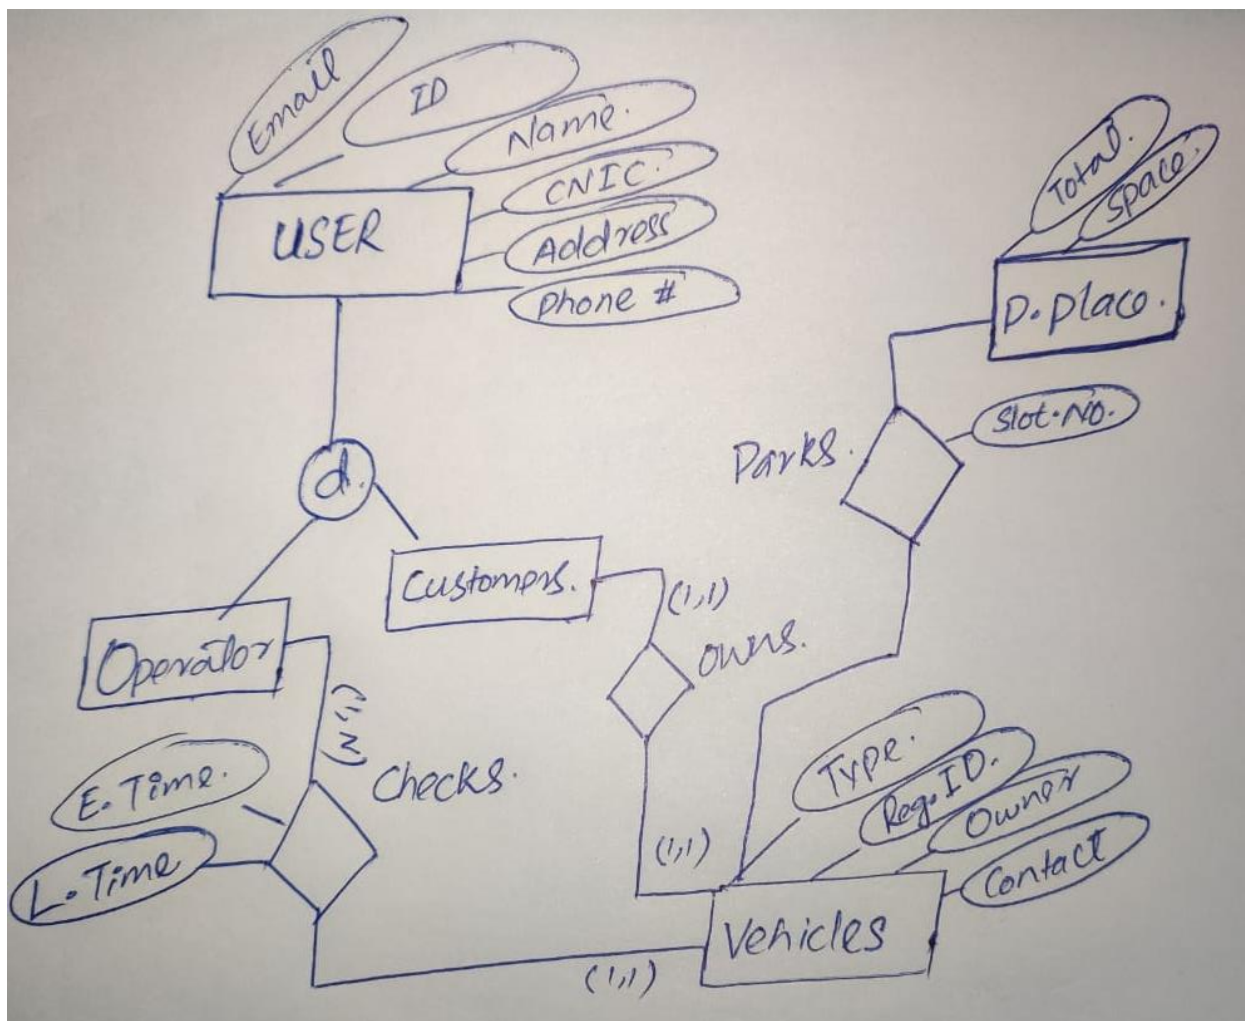 Email
ID
Name.
CNIC.
Address
Phone #
USER
Total.
Space.
P.place.
Slot.No.
Parks.
d.
Customers.
(1,1)
Owns.
Operator
(1,N)
Checks.
E.Time.
L.Time
(1,1)
Type.
Reg.ID.
Owner
Contact
Vehicles
(1,1)